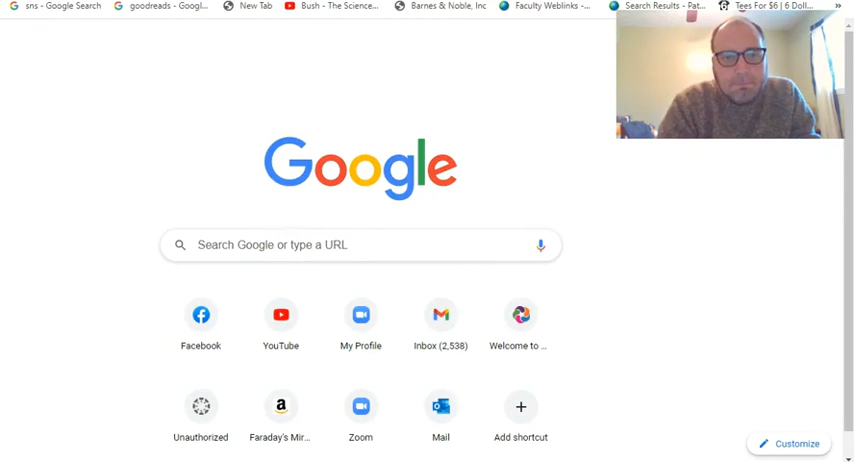 sns - Google Search goodreads - Googl... New Tab Bush - The Science... Barnes & Noble, Inc Faculty Weblinks -... Search Results - Pat... Tees For $6 | 6 Doll... »
Google
Search Google or type a URL
Facebook YouTube My Profile Inbox (2,538) Welcome to ...
Unauthorized Faraday's Mir... Zoom Mail Add shortcut
Customize